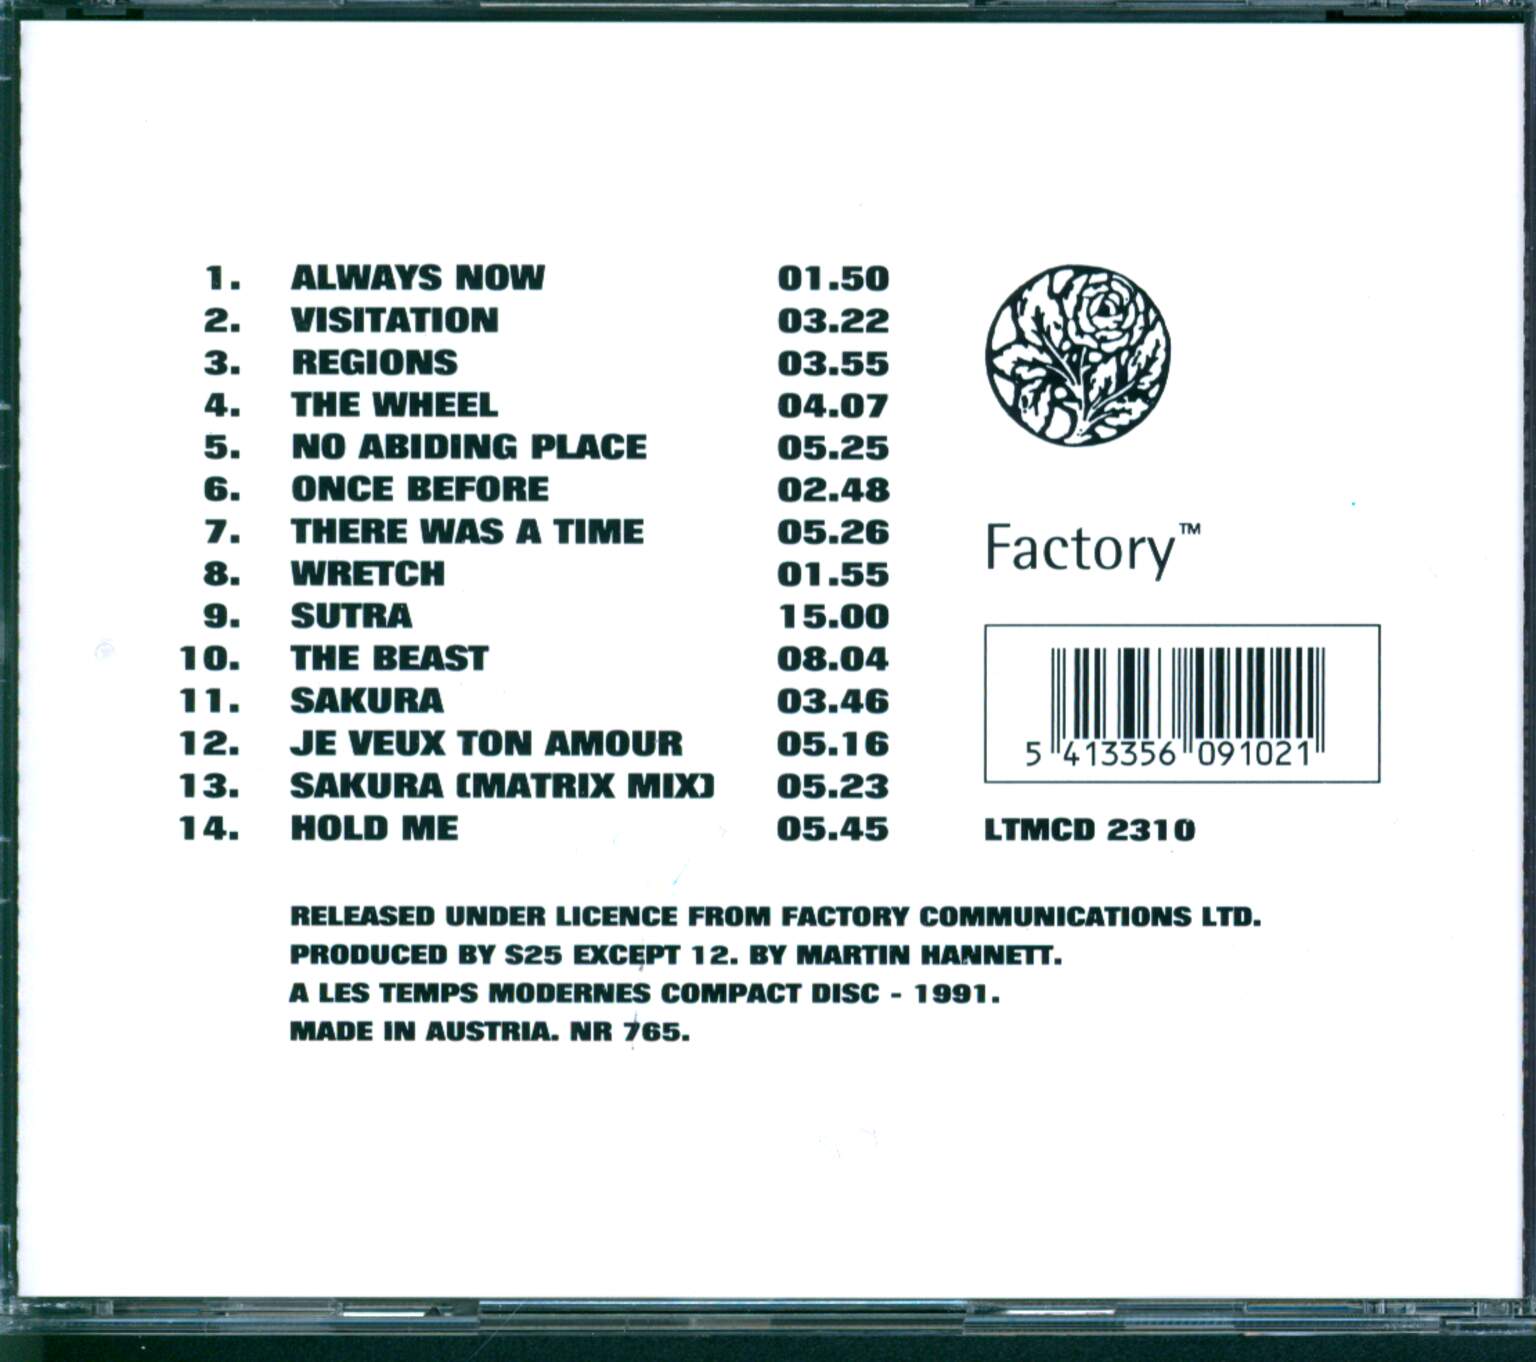 1. ALWAYS NOW 01.50
2. VISITATION 03.22
3. REGIONS 03.55
4. THE WHEEL 04.07
5. NO ABIDING PLACE 05.25
6. ONCE BEFORE 02.48
7. THERE WAS A TIME 05.26
8. WRETCH 01.55
9. SUTRA 15.00
10. THE BEAST 08.04
11. SAKURA 03.46
12. JE VEUX TON AMOUR 05.16
13. SAKURA (MATRIX MIX) 05.23
14. HOLD ME 05.45
Factory™
5 413356 091021
LTMCD 2310
RELEASED UNDER LICENCE FROM FACTORY COMMUNICATIONS LTD.
PRODUCED BY S25 EXCEPT 12. BY MARTIN HANNETT.
A LES TEMPS MODERNES COMPACT DISC - 1991.
MADE IN AUSTRIA. NR 765.